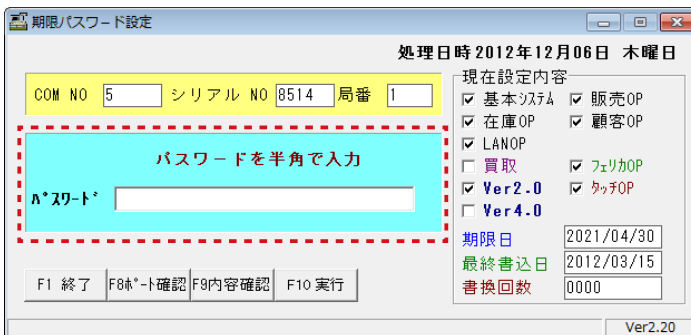 期限パスワード設定
処理日時2012年12月06日 木曜日
COM NO 5 シリアル NO 8514 局番 1
パスワードを半角で入力
ﾊﾟｽﾜｰﾄﾞ
F1 終了 F8ﾎﾟｰﾄ確認 F9内容確認 F10 実行
現在設定内容
基本ｼｽﾃﾑ 販売OP
在庫OP 顧客OP
LANOP
買取 ﾌｪﾘｶOP
Ver2.0 ﾀｯﾁOP
Ver4.0
期限日 2021/04/30
最終書込日 2012/03/15
書換回数 0000
Ver2.20